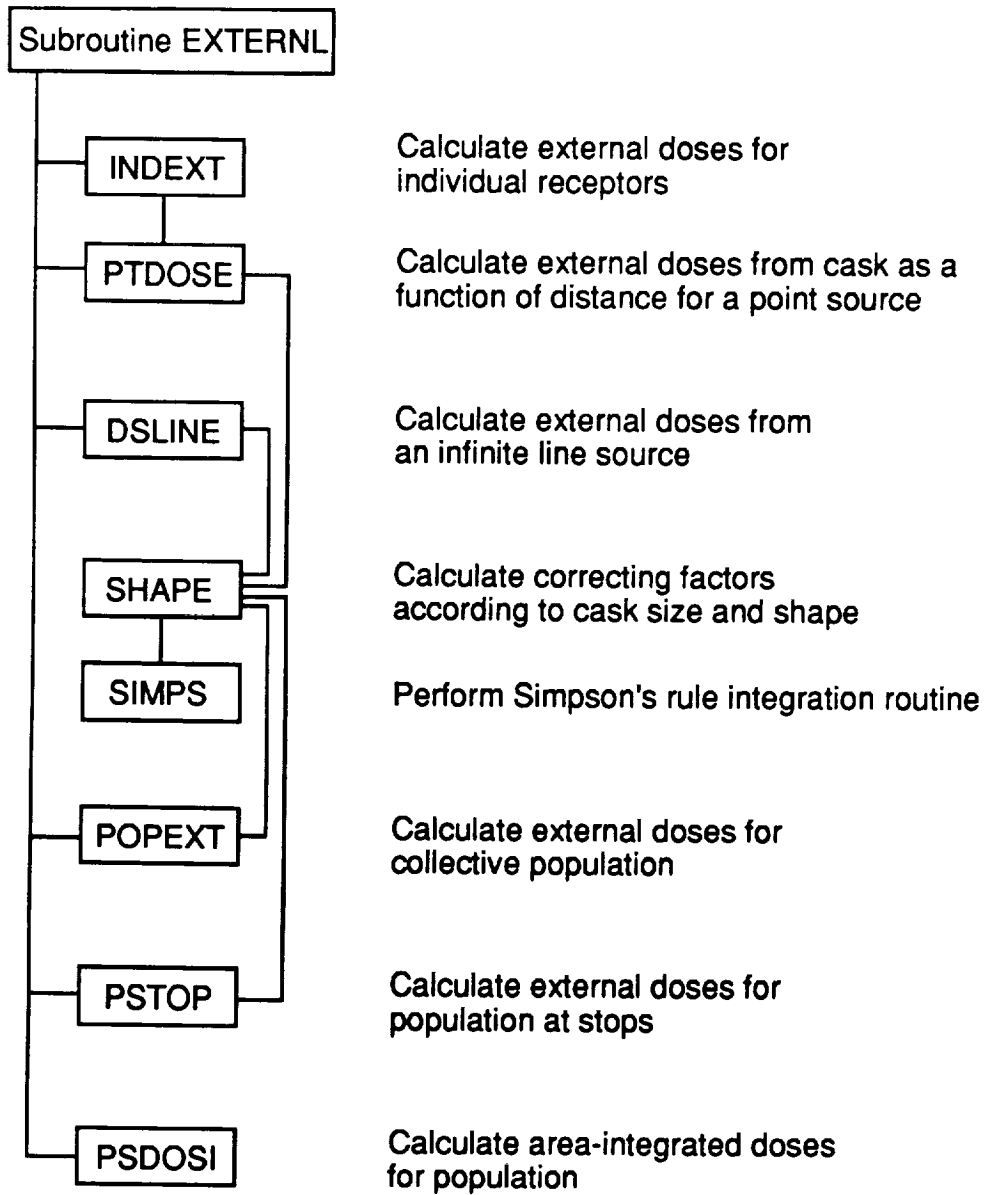 Subroutine EXTERNL
INDEXT
Calculate external doses for
individual receptors
PTDOSE
Calculate external doses from cask as a
function of distance for a point source
DSLINE
Calculate external doses from
an infinite line source
SHAPE
Calculate correcting factors
according to cask size and shape
SIMPS
Perform Simpson's rule integration routine
POPEXT
Calculate external doses for
collective population
PSTOP
Calculate external doses for
population at stops
PSDOSI
Calculate area-integrated doses
for population